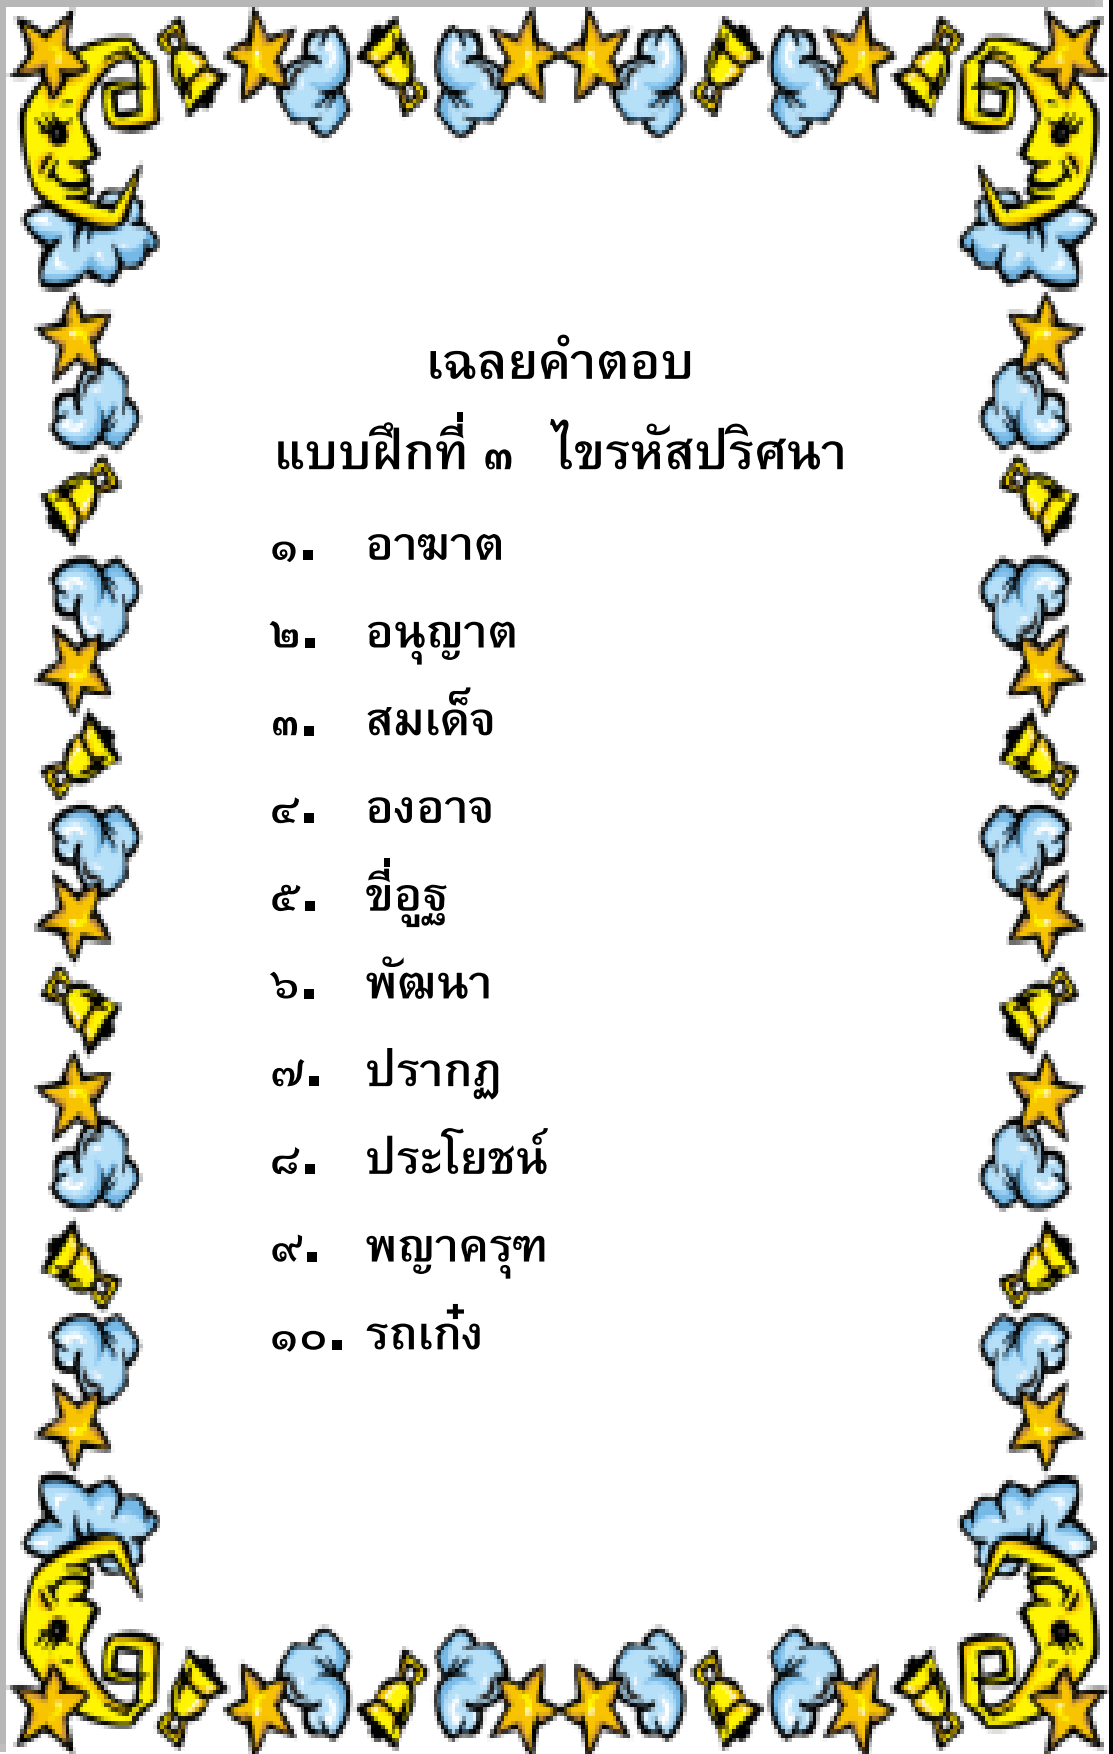 เฉลยคำตอบ
แบบฝึกที่ ๓ ไขรหัสปริศนา
๑. อาฆาต
๒. อนุญาต
๓. สมเด็จ
๔. องอาจ
๕. ขี่อูฐ
๖. พัฒนา
๗. ปรากฏ
๘. ประโยชน์
๙. พญาครุฑ
๑๐. รถเก๋ง